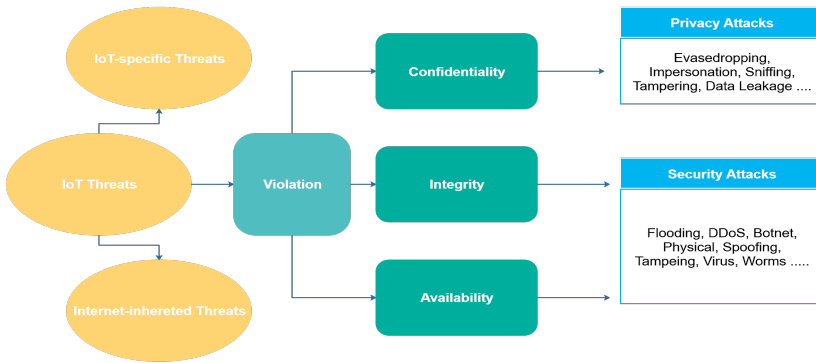 IoT-specific Threats
IoT Threats
Internet-inhereted Threats
Violation
Confidentiality
Integrity
Availability
Privacy Attacks
Evasedropping,
Impersonation, Sniffing,
Tampering, Data Leakage ....
Security Attacks
Flooding, DDoS, Botnet,
Physical, Spoofing,
Tampeing, Virus, Worms .....